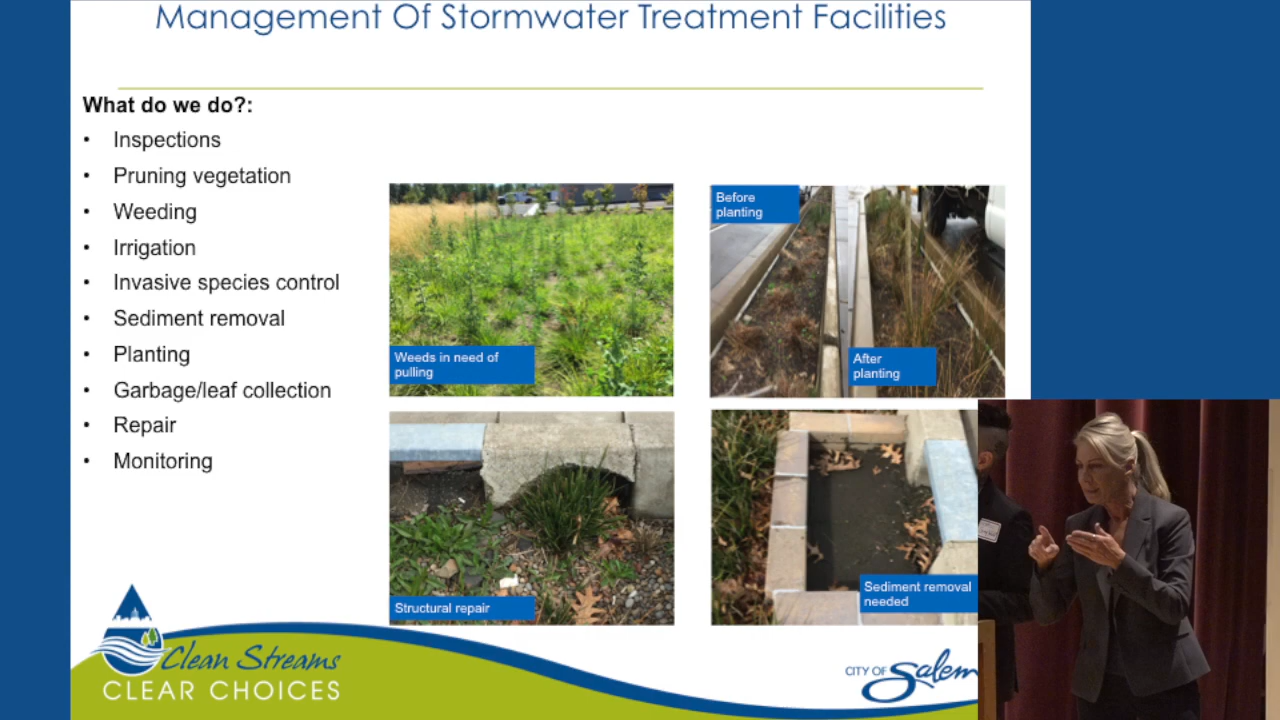 Management Of Stormwater Treatment Facilities
What do we do?:
• Inspections
• Pruning vegetation
• Weeding
• Irrigation
• Invasive species control
• Sediment removal
• Planting
• Garbage/leaf collection
• Repair
• Monitoring
Weeds in need of
pulling
Before
planting
After
planting
Structural repair
Sediment removal
needed
Clean Streams
CLEAR CHOICES
CITY OF Salem